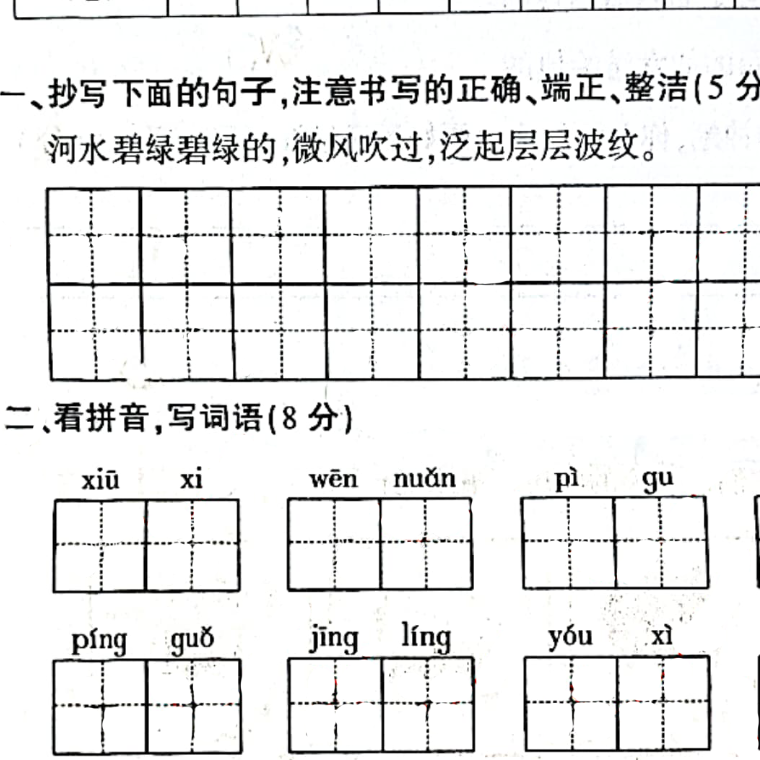 一、抄写下面的句子,注意书写的正确、端正、整洁(5分
河水碧绿碧绿的,微风吹过,泛起层层波纹。
二、看拼音,写词语(8分)
xiū xi wēn nuǎn pì gu
píng guǒ jīng líng yóu xì